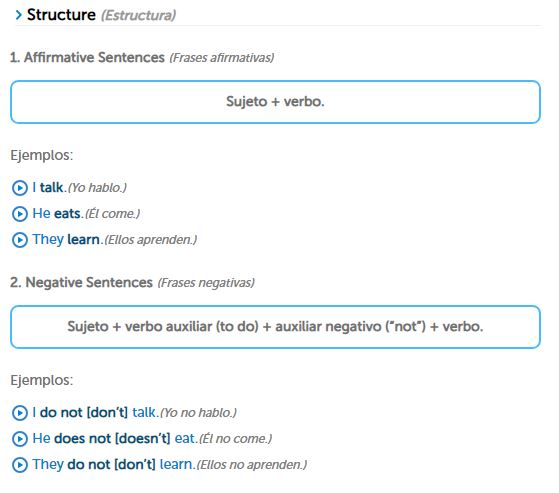 Structure (Estructura)
1. Affirmative Sentences (Frases afirmativas)
Sujeto + verbo.
Ejemplos:
I talk.(Yo hablo.)
He eats.(Él come.)
They learn.(Ellos aprenden.)
2. Negative Sentences (Frases negativas)
Sujeto + verbo auxiliar (to do) + auxiliar negativo (“not”) + verbo.
Ejemplos:
I do not [don’t] talk.(Yo no hablo.)
He does not [doesn’t] eat.(Él no come.)
They do not [don’t] learn.(Ellos no aprenden.)